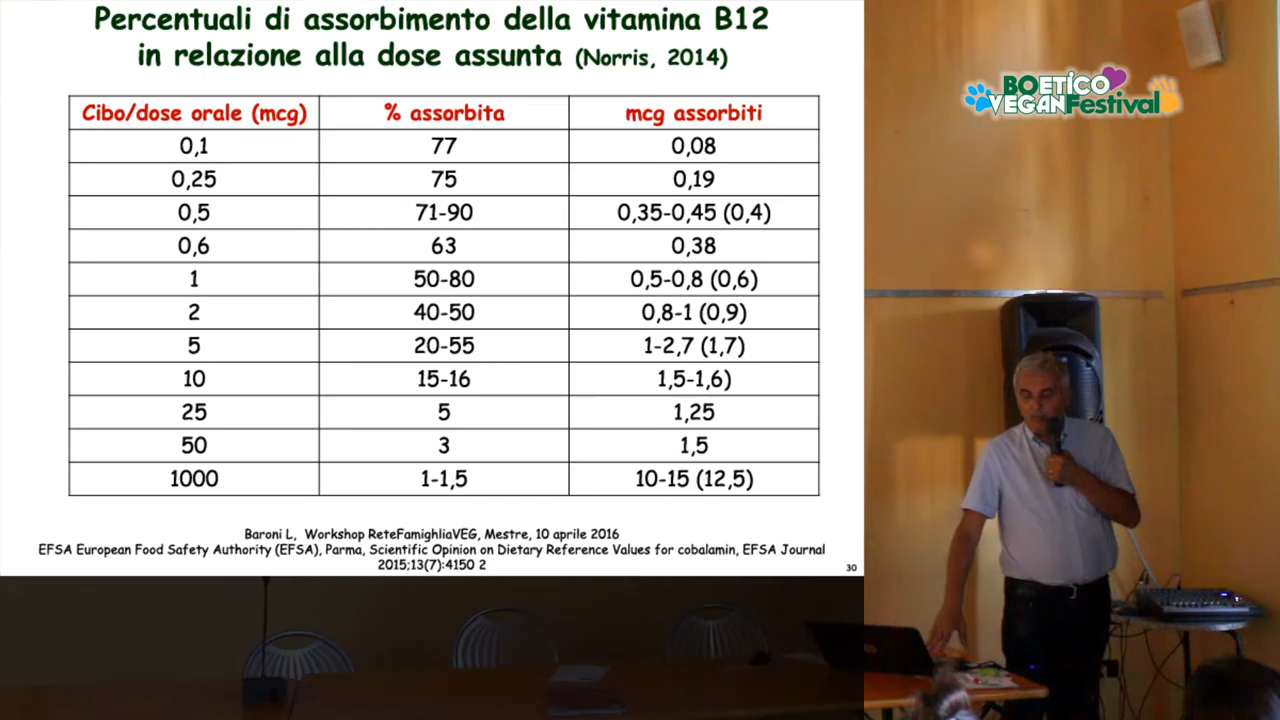 Percentuali di assorbimento della vitamina B12
in relazione alla dose assunta (Norris, 2014)
Cibo/dose orale (mcg) % assorbita mcg assorbiti
0,1 77 0,08
0,25 75 0,19
0,5 71-90 0,35-0,45 (0,4)
0,6 63 0,38
1 50-80 0,5-0,8 (0,6)
2 40-50 0,8-1 (0,9)
5 20-55 1-2,7 (1,7)
10 15-16 1,5-1,6)
25 5 1,25
50 3 1,5
1000 1-1,5 10-15 (12,5)
Baroni L, Workshop ReteFamighliaVEG, Mestre, 10 aprile 2016
EFSA European Food Safety Authority (EFSA), Parma, Scientific Opinion on Dietary Reference Values for cobalamin, EFSA Journal
2015;13(7):4150 2
30
BOETICO
VEGANFestival